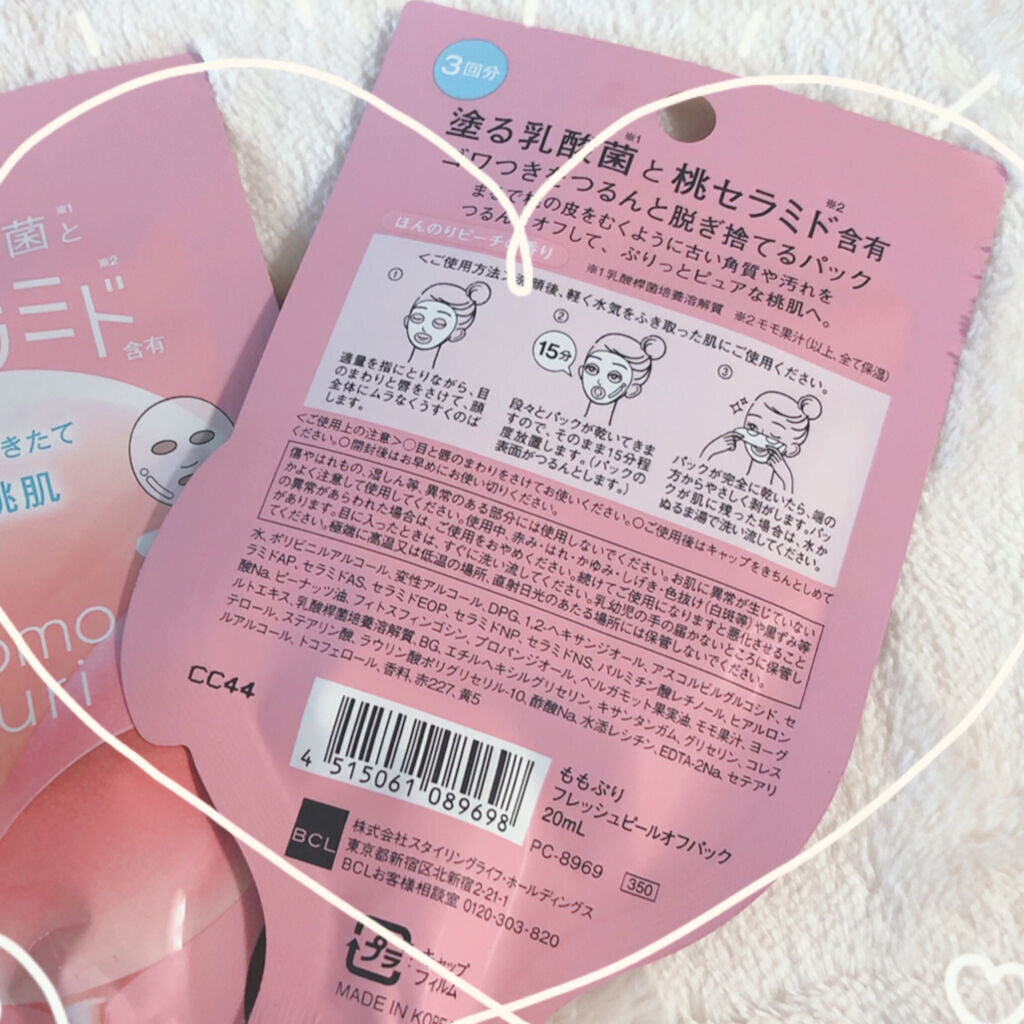 菌と
※1
※2
ラミド
含有
きたて
桃肌
omo
uri
3回分
塗る乳酸菌と桃セラミド含有
※1
※2
ゴワつきをつるんと脱ぎ捨てるパック
まるで桃の皮をむくように古い角質や汚れを
つるんとオフして、ぷりっとピュアな桃肌へ。
ほんのりピーチの香り
※1乳酸桿菌培養溶解質 ※2モモ果汁(以上、全て保湿)
<ご使用方法>洗顔後、軽く水気をふき取った肌にご使用ください。
①
適量を指にとりながら、目
のまわりと唇をさけて、顔
全体にムラなくうすくのば
します。
②
15分
段々とパックが乾いてきま
すので、そのまま15分程
度放置します。(パックの
表面がつるんとします。)
③
パックが完全に乾いたら、端の
方からやさしく剥がします。パッ
クが肌に残った場合は、水か
ぬるま湯で洗い流してください。
<ご使用上の注意>○目と唇のまわりをさけてお使いください。○ご使用後はキャップをきちんとしめて
ください。○開封後はお早めにお使い切りください。
傷やはれもの、湿しん等、異常のある部分には使用しないでください。お肌に異常が生じていない
かよく注意して使用してください。使用中、赤み・はれ・かゆみ・しげき・色抜け(白斑等)や黒ずみ等
の異常があらわれた場合は、ご使用をおやめください。続けてご使用になりますと悪化させること
があります。目に入ったときは、すぐに洗い流してください。乳幼児の手の届かないところに保管し
てください。極端に高温又は低温の場所、直射日光のあたる場所には保管しないでください。
水、ポリビニルアルコール、変性アルコール、DPG、1,2-ヘキサンジオール、アスコルビルグルコシド、セ
ラミドAP、セラミドAS、セラミドEOP、セラミドNP、セラミドNS、パルミチン酸レチノール、ヒアルロン
酸Na、ピーナッツ油、フィトスフィンゴシン、プロパンジオール、ベルガモット果実油、モモ果汁、ヨーグ
ルトエキス、乳酸桿菌培養溶解質、BG、エチルヘキシルグリセリン、キサンタンガム、グリセリン、コレス
テロール、ステアリン酸、ラウリン酸ポリグリセリル-10、酢酸Na、水添レシチン、EDTA-2Na、セテアリ
ルアルコール、トコフェロール、香料、赤227、黄5
CC44
4 515061 089698
ももぷり
フレッシュピールオフパック
20mL
PC-8969
350
BCL
株式会社スタイリングライフ・ホールディングス
東京都新宿区北新宿2-21-1
BCLお客様相談室 0120-303-820
プラ
:キャップ
フィルム
MADE IN KOREA